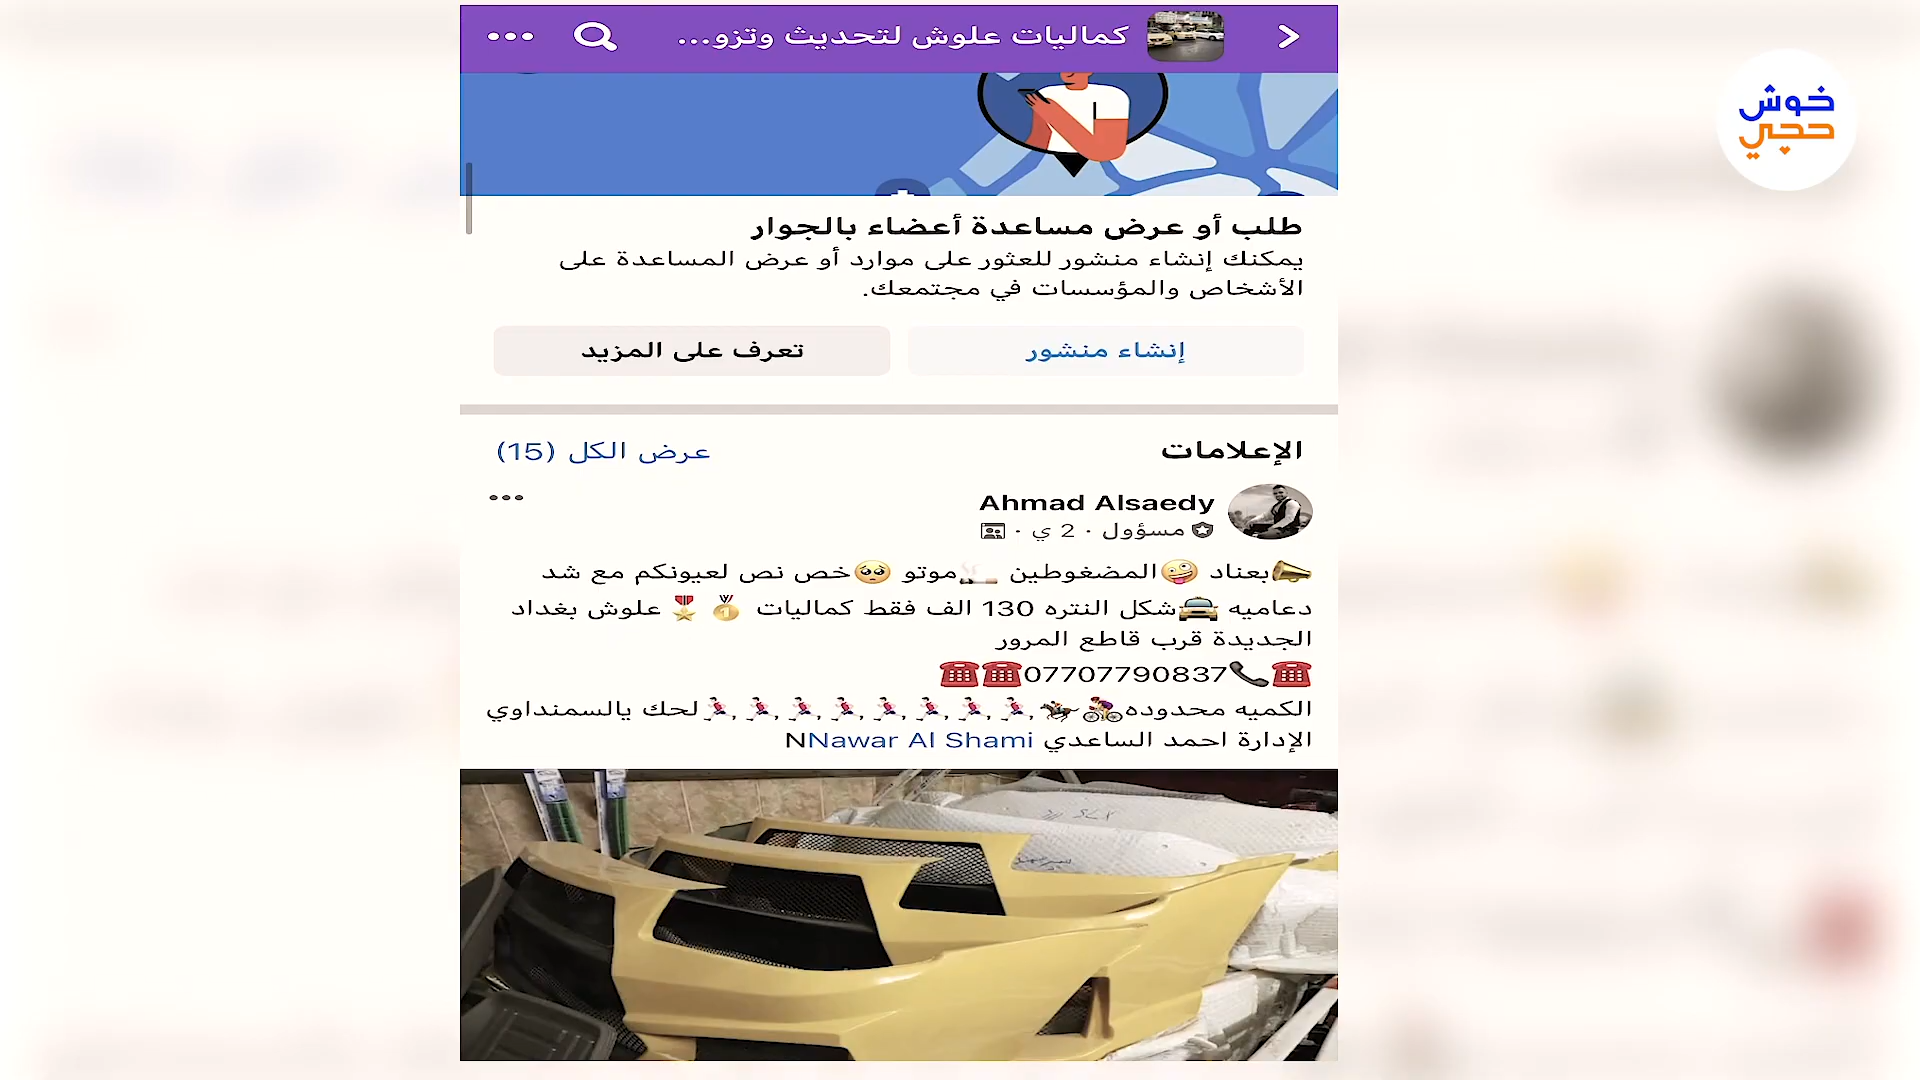 كماليات علوش لتحديث وتزو...
خوش
حچي
طلب أو عرض مساعدة أعضاء بالجوار
يمكنك إنشاء منشور للعثور على موارد أو عرض المساعدة على
الأشخاص والمؤسسات في مجتمعك.
إنشاء منشور
تعرف على المزيد
الإعلامات
عرض الكل (15)
Ahmad Alsaedy
مسؤول · 2 ي ·
📣بعناد 🤪المضغوطين 🚬موتو 🥺خص نص لعيونكم مع شد
دعاميه 🚖شكل النتره 130 الف فقط كماليات 🥇🎖️علوش بغداد
الجديدة قرب قاطع المرور
☎️📞07707790837☎️☎️
الكميه محدوده🚴🏇,🏃,🏃,🏃,🏃,🏃,🏃,🏃,🏃لحك يالسمنداوي
الإدارة احمد الساعدي NNawar Al Shami